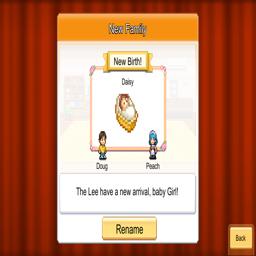 New Family
New Birth!
Daisy
Doug
Peach
The Lee have a new arrival, baby Girl!
Rename
Back